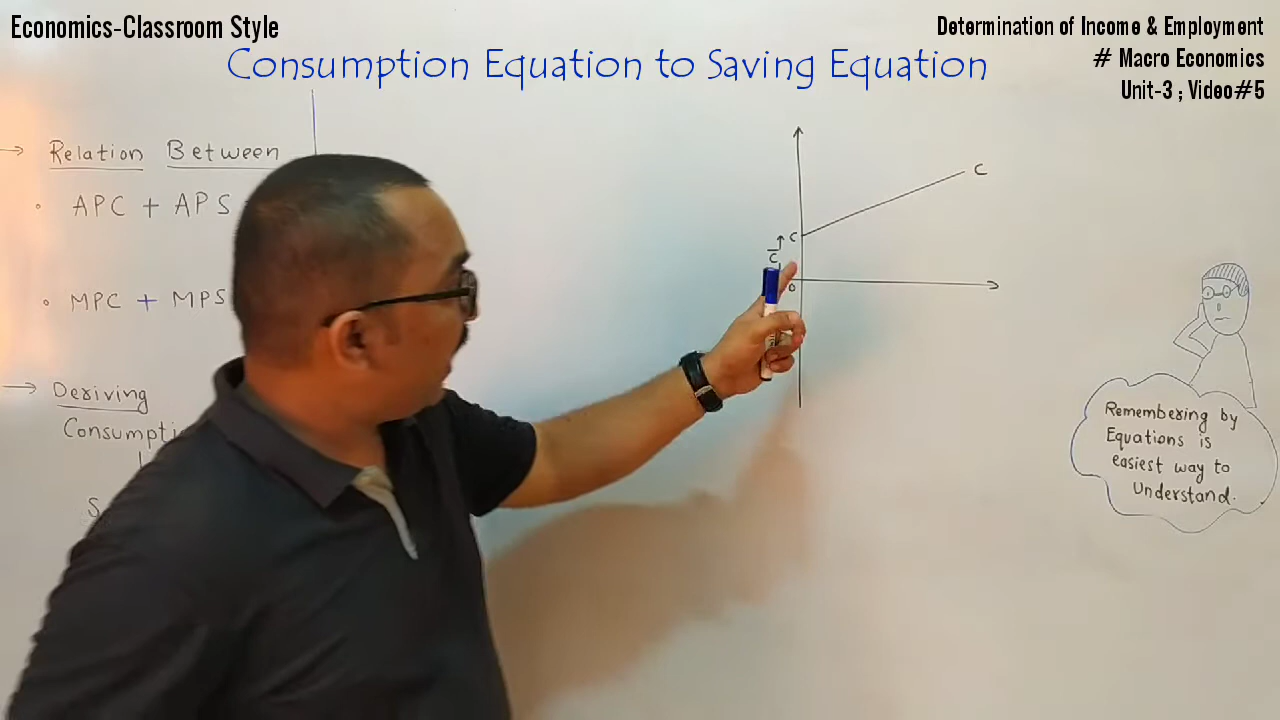 Economics-Classroom Style
Determination of Income & Employment
# Macro Economics
Unit-3 ; Video#5
Consumption Equation to Saving Equation
→ Relation Between
• APC + APS
• MPC + MPS
→ Deriving
C
C
C̅
0
Remembering by
Equations is
easiest way to
Understand.